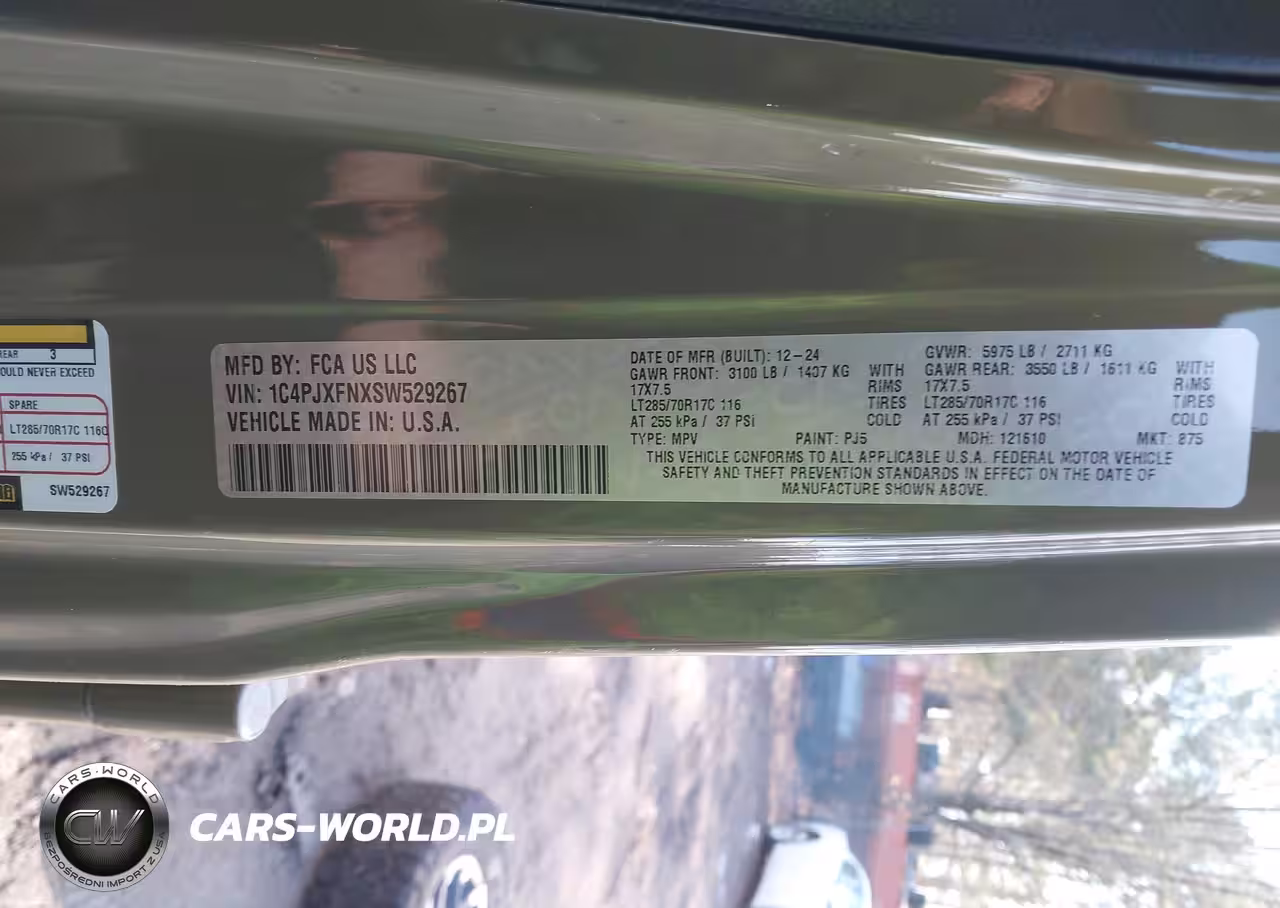 REAR 3
OULD NEVER EXCEED
SPARE
LT285/70R17C 116Q
255 kPa / 37 PSI
SW529267
MFD BY: FCA US LLC
VIN: 1C4PJXFNXSW529267
VEHICLE MADE IN: U.S.A.
DATE OF MFR (BUILT): 12-24
GAWR FRONT: 3100 LB / 1407 KG WITH
17X7.5 RIMS
LT285/70R17C 116 TIRES
AT 255 kPa / 37 PSi COLD
GVWR: 5975 LB / 2711 KG
GAWR REAR: 3550 LB / 1611 KG WITH
17X7.5 RIMS
LT285/70R17C 116 TIRES
AT 255 kPa / 37 PSI COLD
TYPE: MPV PAINT: PJ5 MDH: 121610 MKT: 875
THIS VEHICLE CONFORMS TO ALL APPLICABLE U.S.A. FEDERAL MOTOR VEHICLE
SAFETY AND THEFT PREVENTION STANDARDS IN EFFECT ON THE DATE OF
MANUFACTURE SHOWN ABOVE.
CARS-WORLD
CW
BEZPOŚREDNI IMPORT Z USA
CARS-WORLD.PL